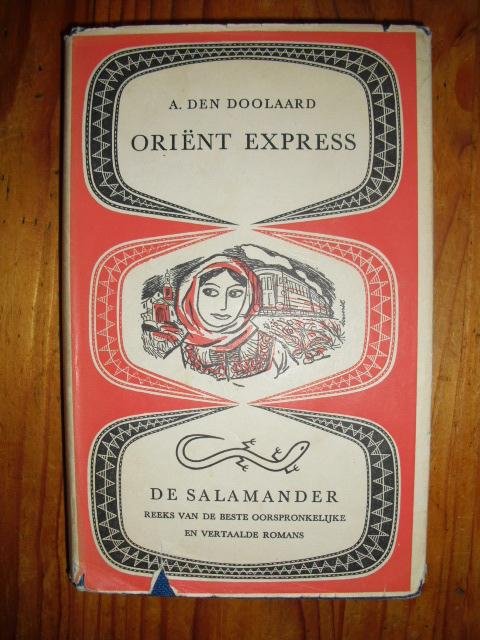 A. DEN DOOLAARD
ORIËNT EXPRESS
DE SALAMANDER
REEKS VAN DE BESTE OORSPRONKELIJKE
EN VERTAALDE ROMANS